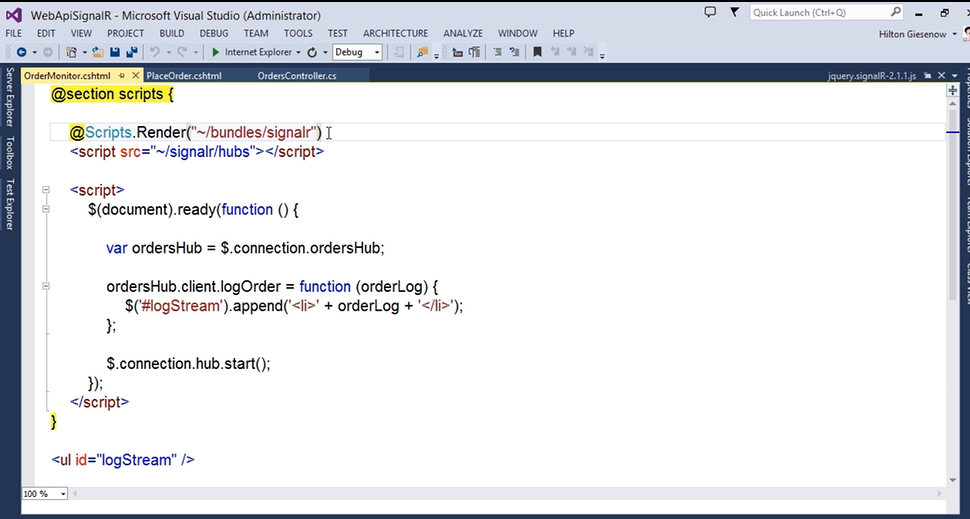 WebApiSignalR - Microsoft Visual Studio (Administrator)
Quick Launch (Ctrl+Q)
FILE EDIT VIEW PROJECT BUILD DEBUG TEAM TOOLS TEST ARCHITECTURE ANALYZE WINDOW HELP
Hilton Giesenow
Internet Explorer
Debug
OrderMonitor.cshtml
PlaceOrder.cshtml
OrdersController.cs
jquery.signalR-2.1.1.js
Server Explorer
Toolbox
Test Explorer
@section scripts {
@Scripts.Render("~/bundles/signalr")
<script src="~/signalr/hubs"></script>
<script>
$(document).ready(function () {
var ordersHub = $.connection.ordersHub;
ordersHub.client.logOrder = function (orderLog) {
$('#logStream').append('<li>' + orderLog + '</li>');
};
$.connection.hub.start();
});
</script>
}
<ul id="logStream" />
100 %